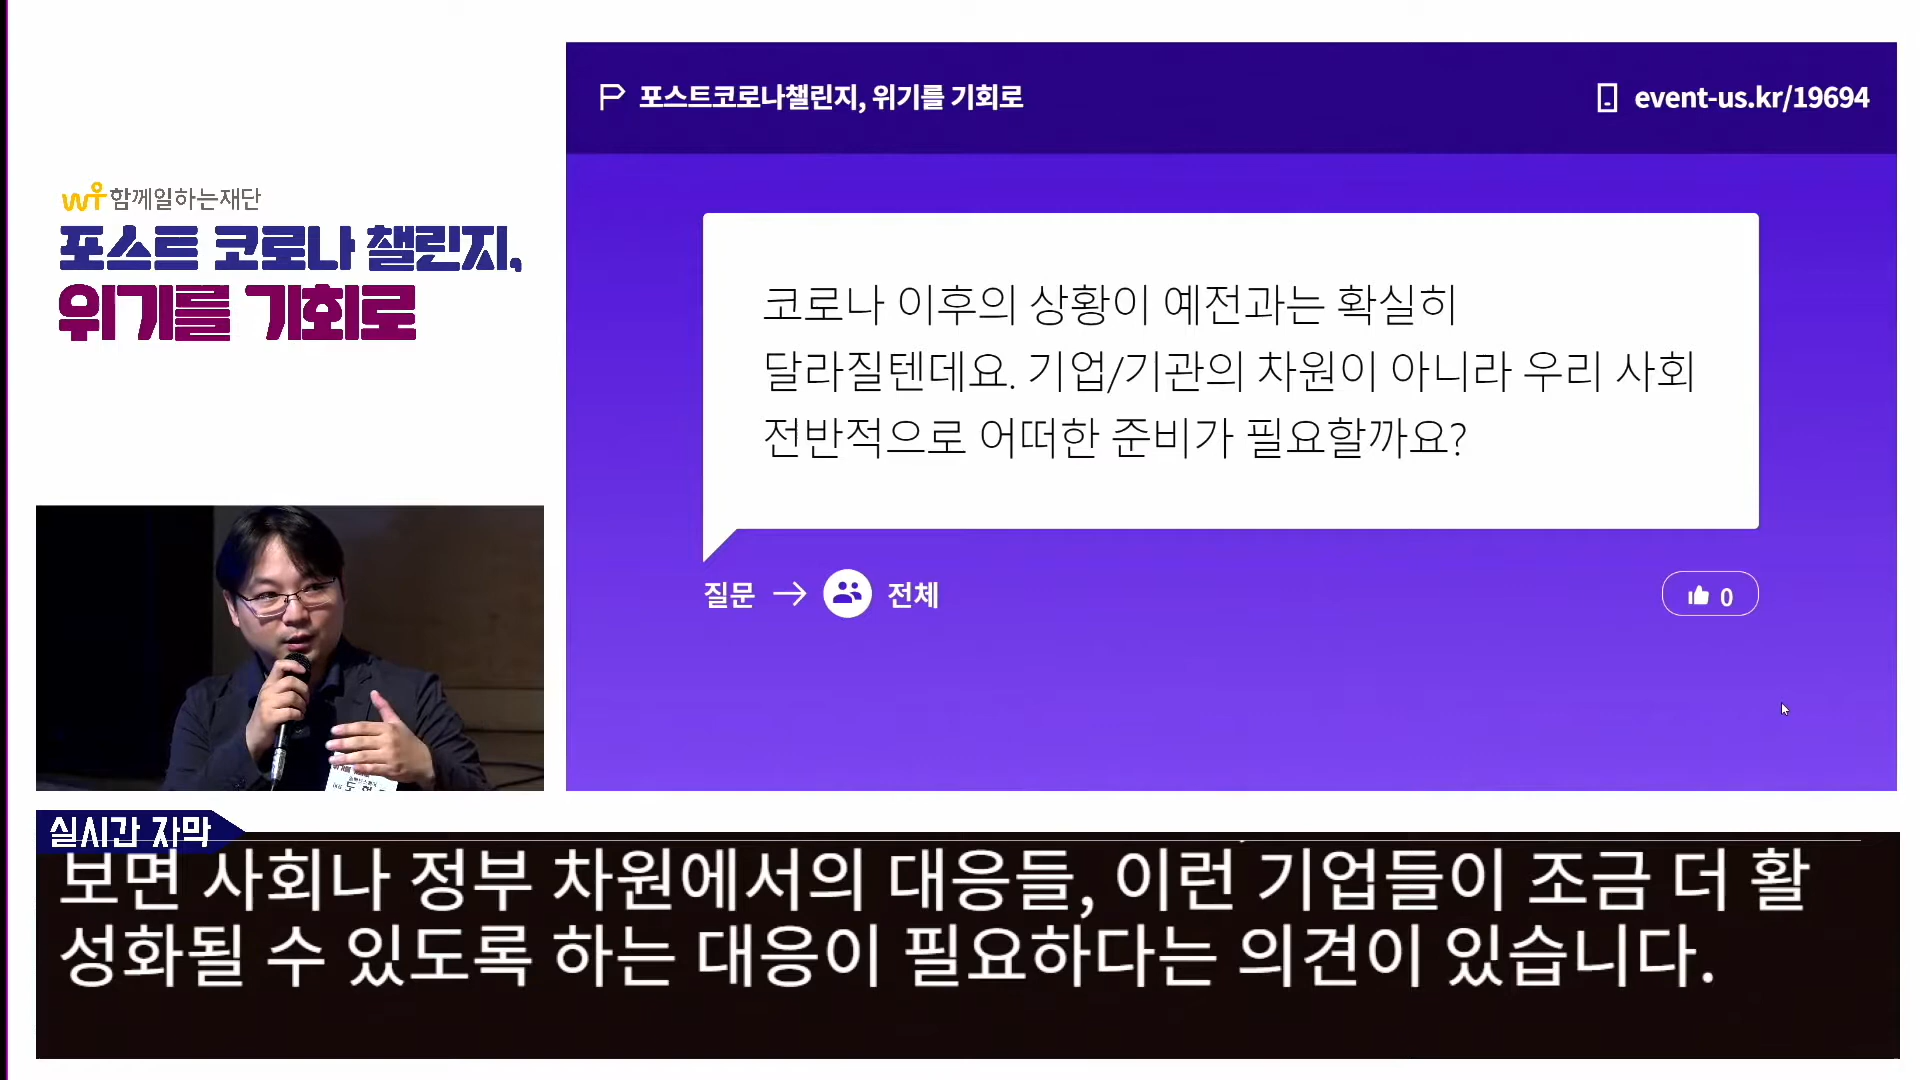 포스트코로나챌린지, 위기를 기회로
event-us.kr/19694
함께일하는재단
포스트 코로나 챌린지,
위기를 기회로
코로나 이후의 상황이 예전과는 확실히
달라질텐데요. 기업/기관의 차원이 아니라 우리 사회
전반적으로 어떠한 준비가 필요할까요?
질문 → 전체
0
실시간 자막
보면 사회나 정부 차원에서의 대응들, 이런 기업들이 조금 더 활
성화될 수 있도록 하는 대응이 필요하다는 의견이 있습니다.